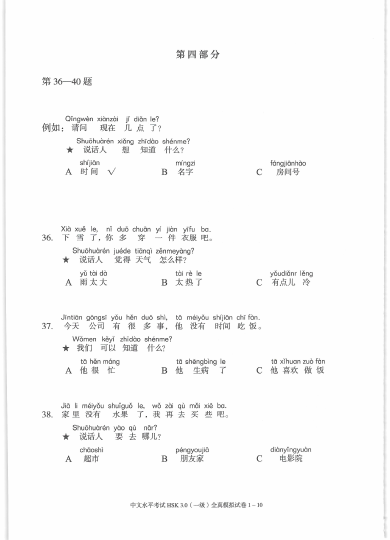 第四部分
第 36—40 题
Qǐngwèn xiànzài jǐ diǎn le?
例如：请问 现在 几 点 了？
Shuōhuàrén xiǎng zhīdào shénme?
★ 说话人 想 知道 什么？
shíjiān míngzi fángjiānhào
A 时间 ✓ B 名字 C 房间号
Xià xuě le, nǐ duō chuān yí jiàn yīfu ba.
36. 下 雪 了，你 多 穿 一 件 衣服 吧。
Shuōhuàrén juéde tiānqì zěnmeyàng?
★ 说话人 觉得 天气 怎么样？
yǔ tài dà tài rè le yǒudiǎnr lěng
A 雨 太 大 B 太 热 了 C 有点儿 冷
Jīntiān gōngsī yǒu hěn duō shì, tā méiyǒu shíjiān chī fàn.
37. 今天 公司 有 很 多 事，他 没有 时间 吃 饭。
Wǒmen kěyǐ zhīdào shénme?
★ 我们 可以 知道 什么？
tā hěn máng tā shēngbìng le tā xǐhuan zuò fàn
A 他 很 忙 B 他 生病 了 C 他 喜欢 做 饭
Jiā li méiyǒu shuǐguǒ le, wǒ zài qù mǎi xiē ba.
38. 家 里 没有 水果 了，我 再 去 买 些 吧。
Shuōhuàrén yào qù nǎr?
★ 说话人 要 去 哪儿？
chāoshì péngyoujiā diànyǐngyuàn
A 超市 B 朋友家 C 电影院
中文水平考试 HSK 3.0（一级）全真模拟试卷 1－10